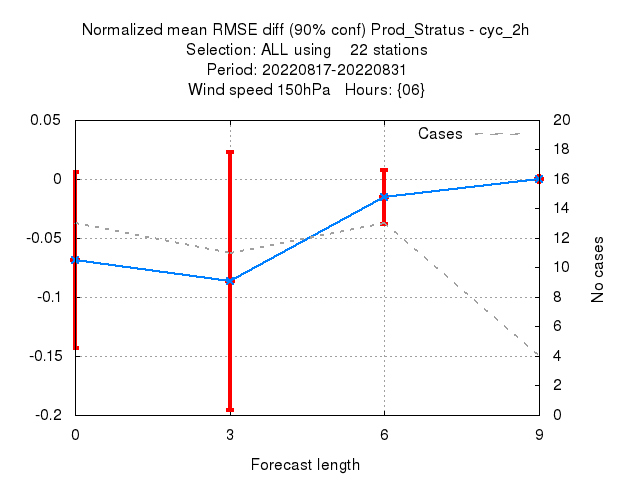 Normalized mean RMSE diff (90% conf) Prod_Stratus - cyc_2h
Selection: ALL using    22 stations
Period: 20220817-20220831
Wind speed 150hPa   Hours: {06}
Cases
0.05
0
-0.05
-0.1
-0.15
-0.2
20
18
16
14
12
10
8
6
4
2
0
No cases
0 3 6 9
Forecast length